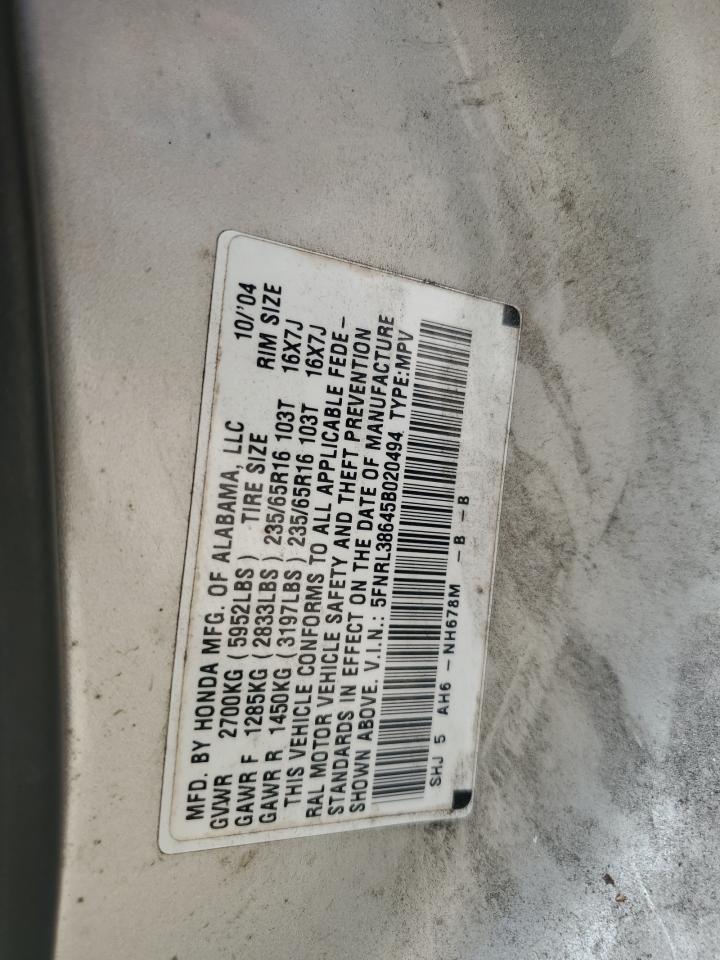 MFD. BY HONDA MFG. OF ALABAMA, LLC 10/'04
GVWR 2700KG ( 5952LBS ) TIRE SIZE RIM SIZE
GAWR F 1285KG ( 2833LBS ) 235/65R16 103T 16X7J
GAWR R 1450KG ( 3197LBS ) 235/65R16 103T 16X7J
THIS VEHICLE CONFORMS TO ALL APPLICABLE FEDE-
RAL MOTOR VEHICLE SAFETY AND THEFT PREVENTION
STANDARDS IN EFFECT ON THE DATE OF MANUFACTURE
SHOWN ABOVE. V.I.N.: 5FNRL38645B020494 TYPE:MPV
SHJ 5 AH6 -NH678M -B -B